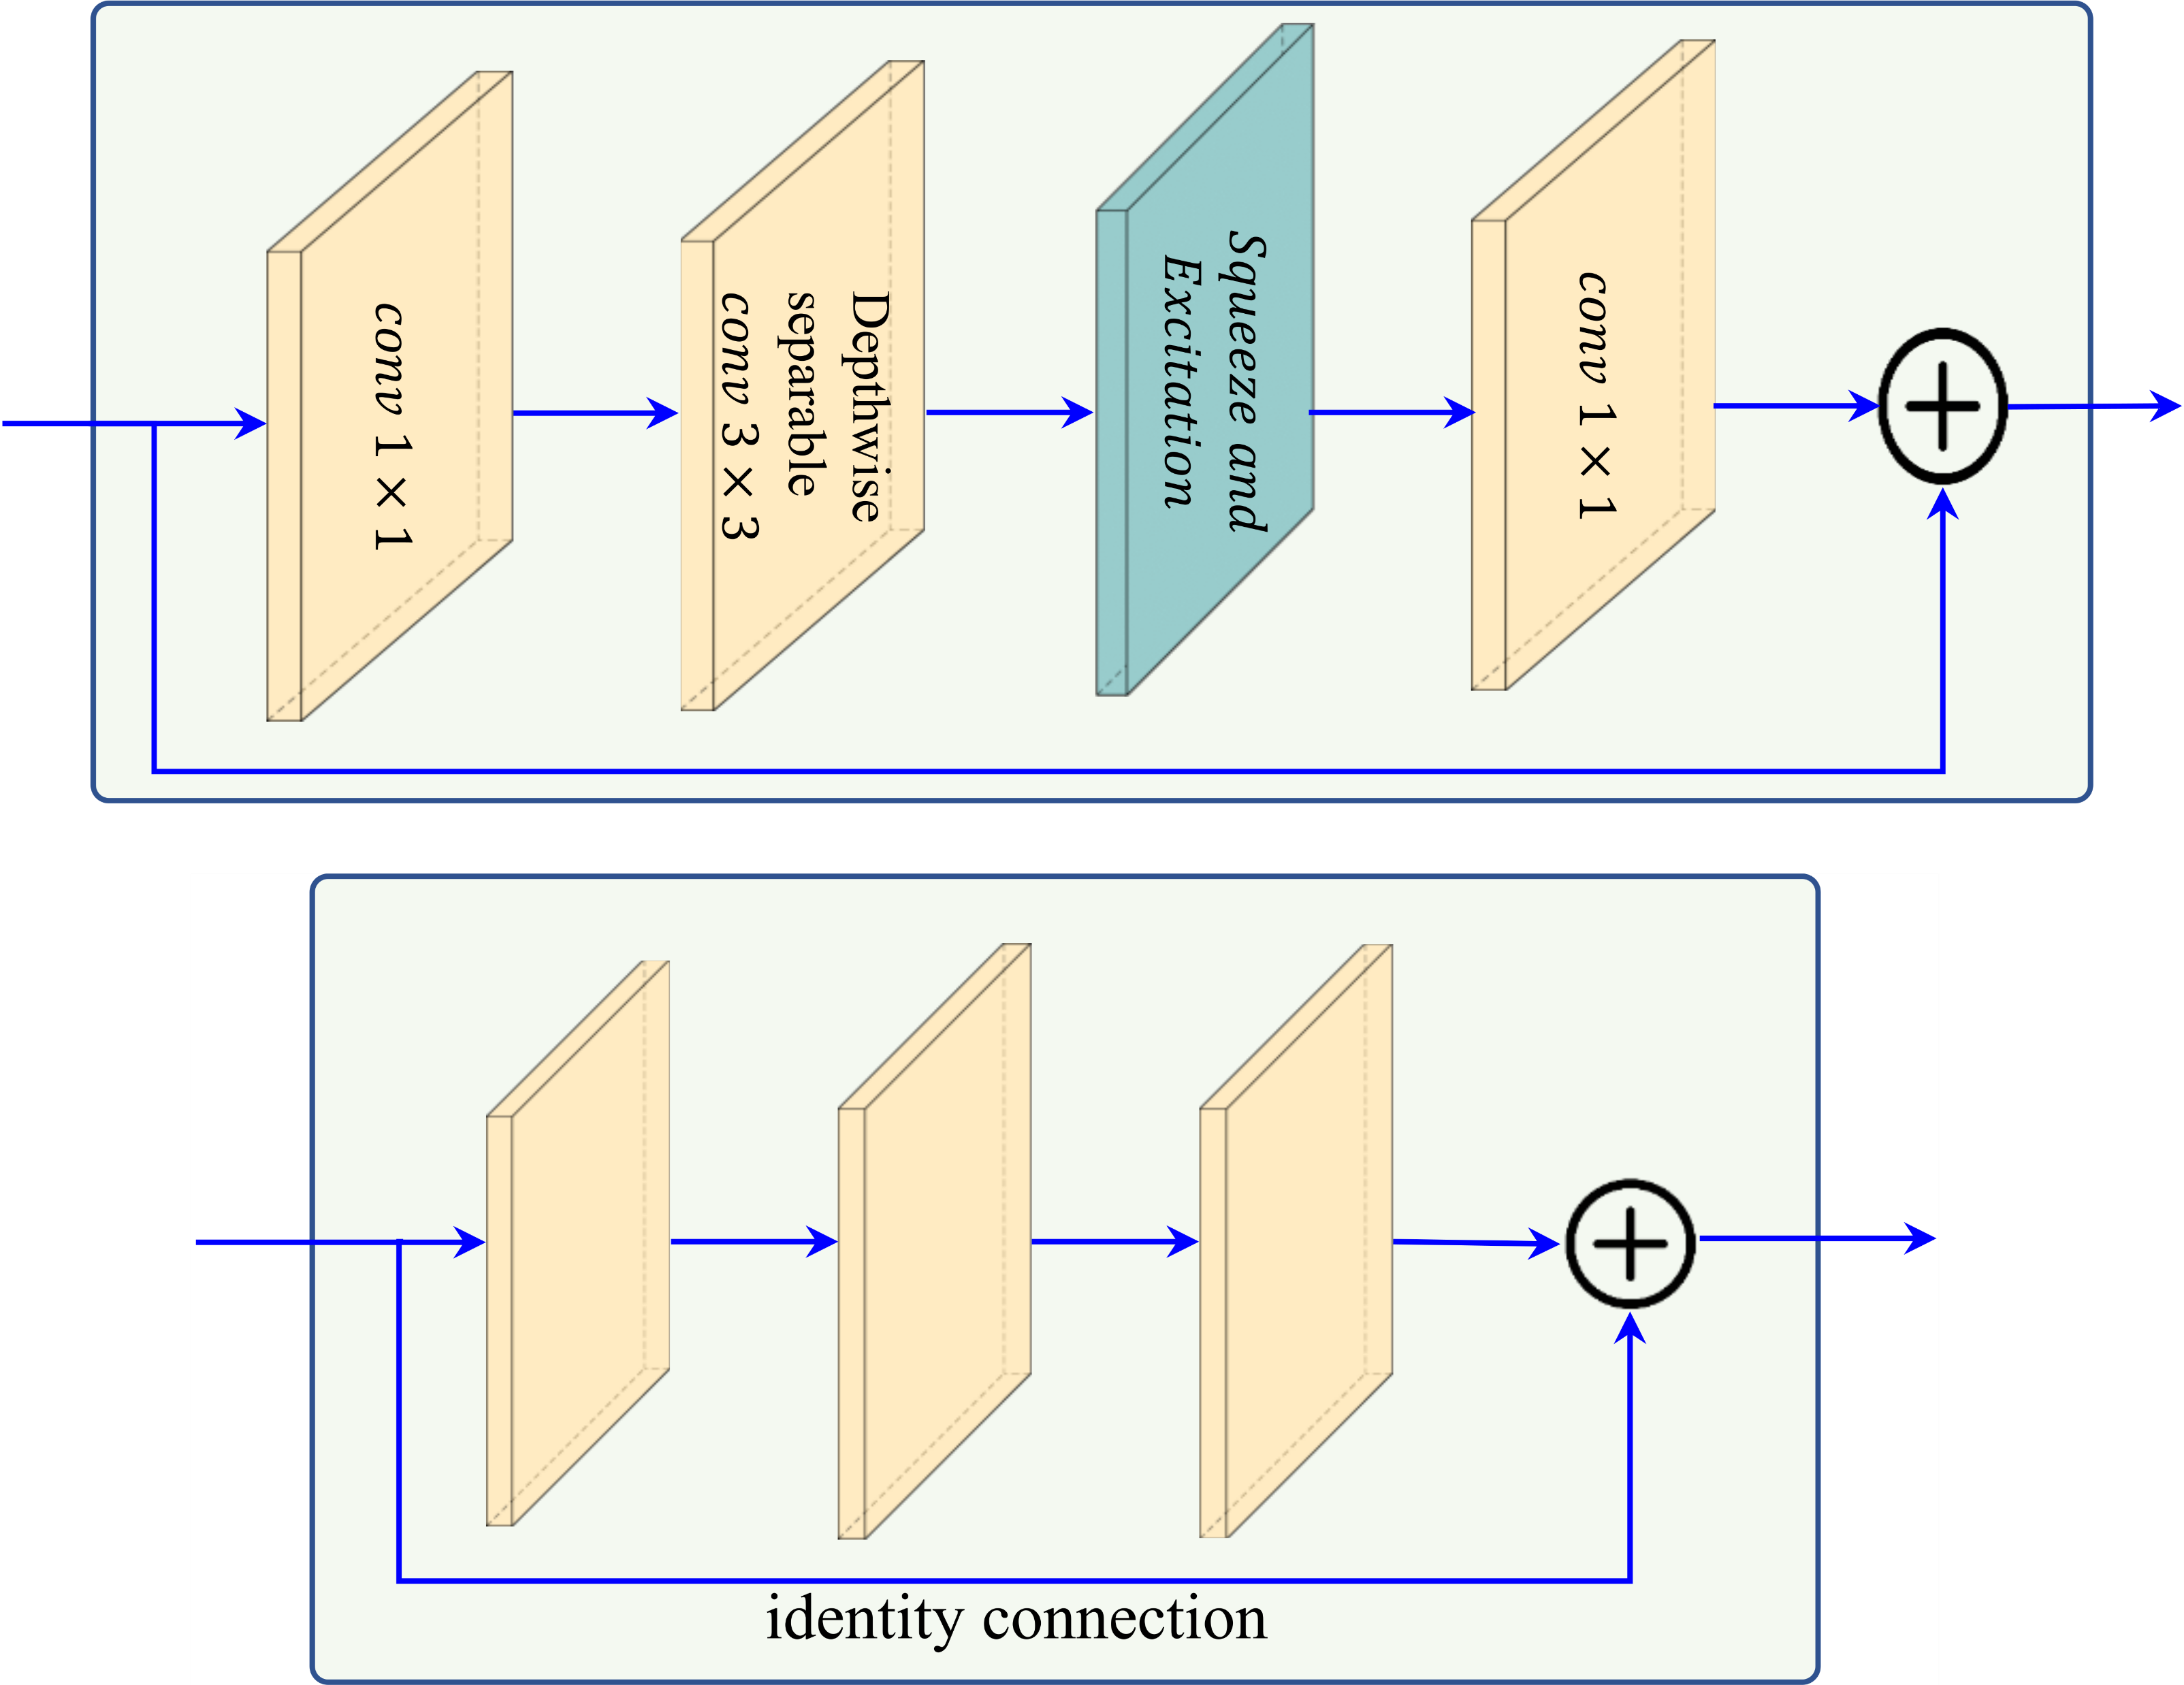 conv 1 × 1
Depthwise
separable
conv 3 × 3
Squeeze and
Excitation
conv 1 × 1
identity connection